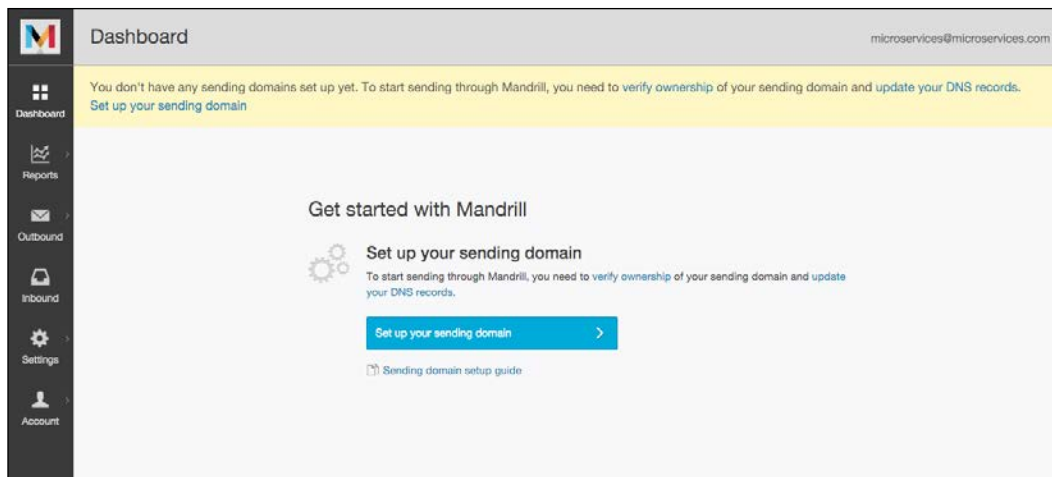 Dashboard
microservices@microservices.com
You don't have any sending domains set up yet. To start sending through Mandrill, you need to verify ownership of your sending domain and update your DNS records.
Set up your sending domain
Dashboard
Reports
Outbound
Inbound
Settings
Account
Get started with Mandrill
Set up your sending domain
To start sending through Mandrill, you need to verify ownership of your sending domain and update
your DNS records.
Set up your sending domain
Sending domain setup guide